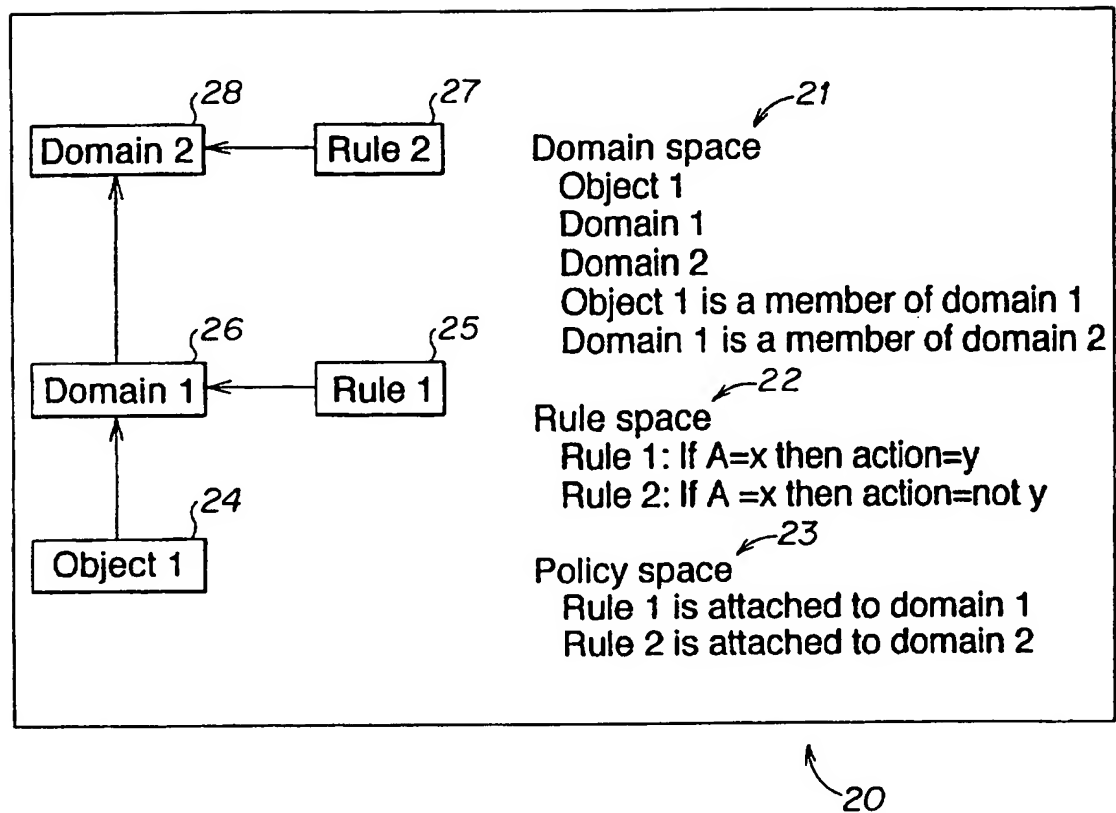 28
27
21
Domain 2
Rule 2
Domain space
Object 1
Domain 1
Domain 2
Object 1 is a member of domain 1
Domain 1 is a member of domain 2
26
25
Domain 1
Rule 1
22
Rule space
Rule 1: If A=x then action=y
Rule 2: If A =x then action=not y
24
Object 1
23
Policy space
Rule 1 is attached to domain 1
Rule 2 is attached to domain 2
20